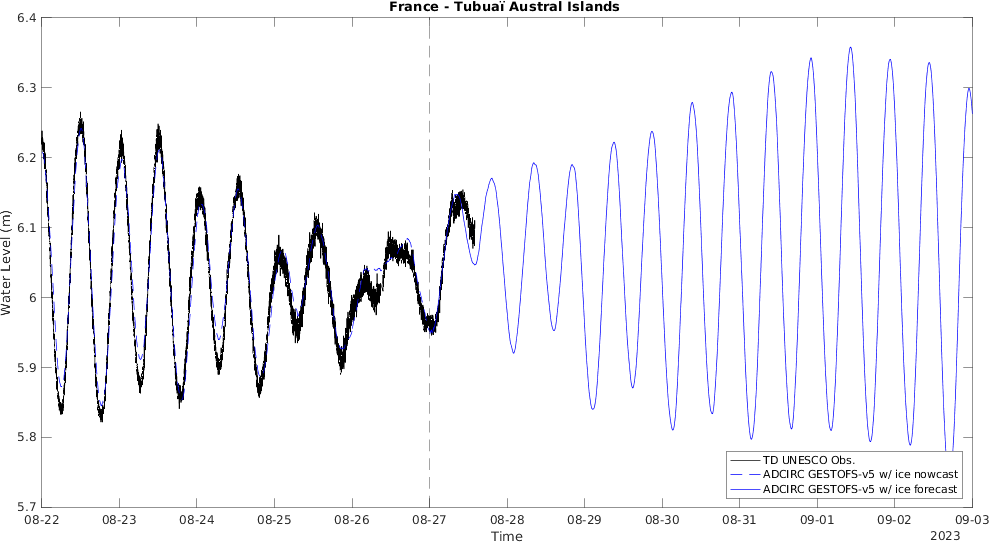 France - Tubuaï Austral Islands
6.4
6.3
6.2
6.1
6
5.9
5.8
5.7
Water Level (m)
TD UNESCO Obs.
ADCIRC GESTOFS-v5 w/ ice nowcast
ADCIRC GESTOFS-v5 w/ ice forecast
08-22 08-23 08-24 08-25 08-26 08-27 08-28 08-29 08-30 08-31 09-01 09-02 09-03
Time
2023